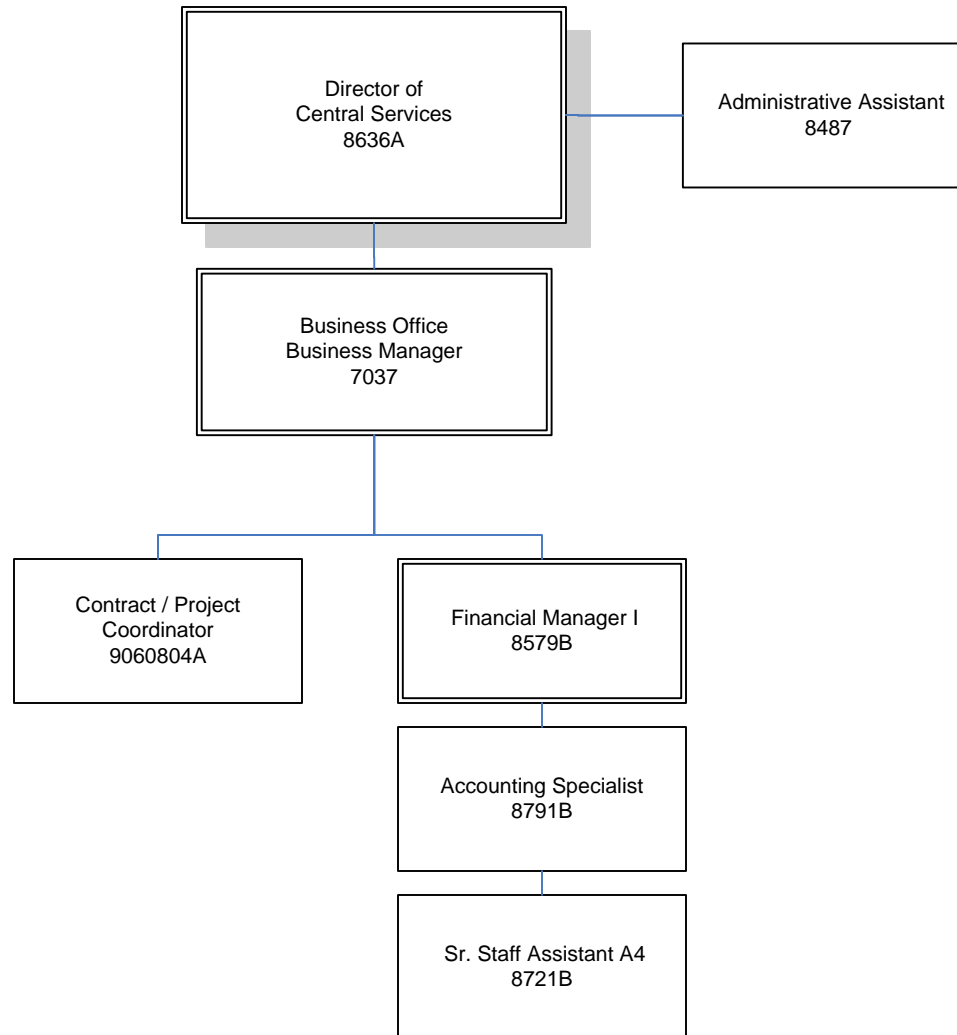 Director of
Central Services
8636A
Administrative Assistant
8487
Business Office
Business Manager
7037
Contract / Project
Coordinator
9060804A
Financial Manager I
8579B
Accounting Specialist
8791B
Sr. Staff Assistant A4
8721B